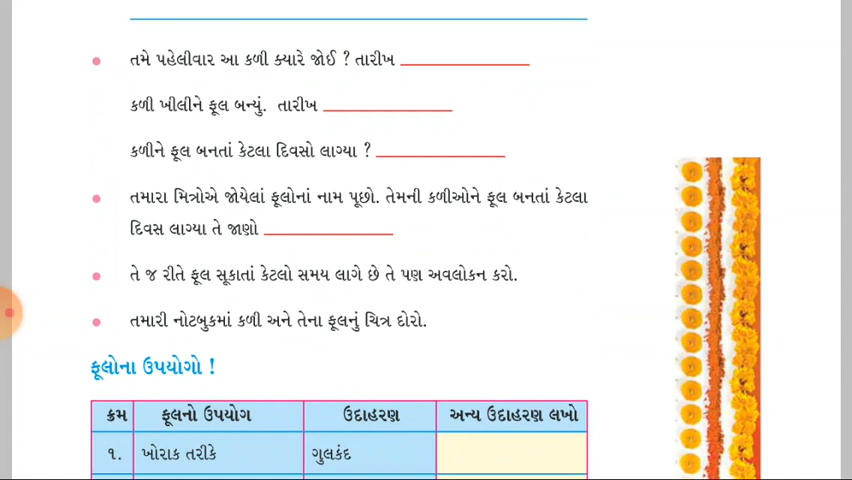 તમે પહેલીવાર આ કળી ક્યારે જોઈ ? તારીખ
કળી ખીલીને ફૂલ બન્યું. તારીખ
કળીને ફૂલ બનતાં કેટલા દિવસો લાગ્યા ?
તમારા મિત્રોએ જોયેલાં ફૂલોનાં નામ પૂછો. તેમની કળીઓને ફૂલ બનતાં કેટલા
દિવસ લાગ્યા તે જાણો
તે જ રીતે ફૂલ સૂકાતાં કેટલો સમય લાગે છે તે પણ અવલોકન કરો.
તમારી નોટબુકમાં કળી અને તેના ફૂલનું ચિત્ર દોરો.
ફૂલોના ઉપયોગો !
ક્રમ ફૂલનો ઉપયોગ ઉદાહરણ અન્ય ઉદાહરણ લખો
૧. ખોરાક તરીકે ગુલકંદ